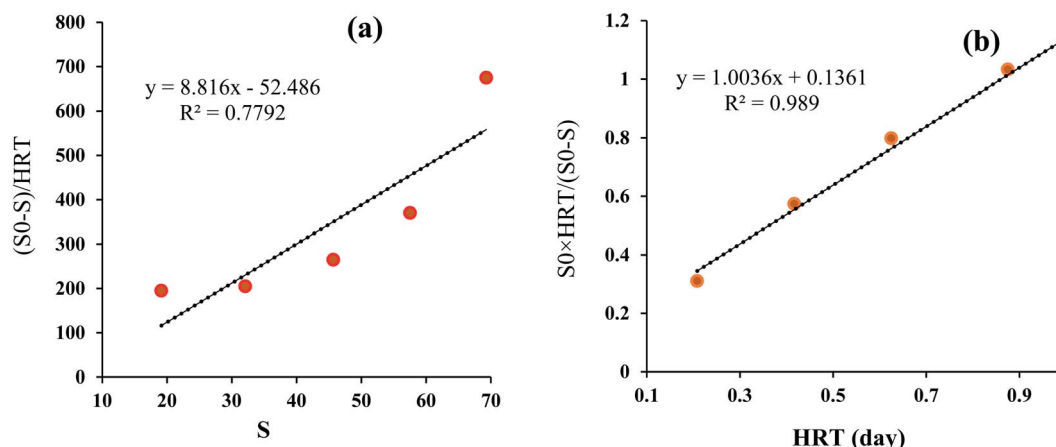 (a)
y = 8.816x - 52.486
R² = 0.7792
(S0-S)/HRT
800
700
600
500
400
300
200
100
0
10 20 30 40 50 60 70
S
(b)
y = 1.0036x + 0.1361
R² = 0.989
S0×HRT/(S0-S)
1.2
1
0.8
0.6
0.4
0.2
0
0.1 0.3 0.5 0.7 0.9
HRT (day)